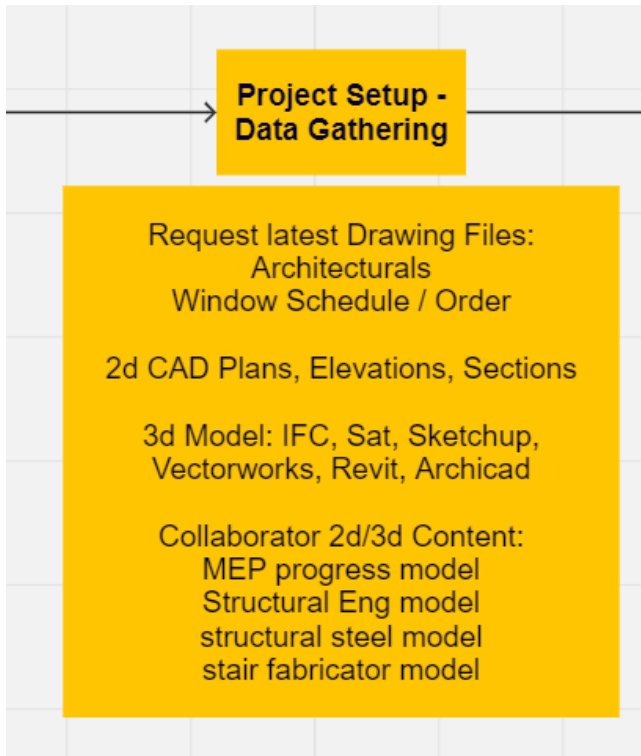 Project Setup -
Data Gathering
Request latest Drawing Files:
Architecturals
Window Schedule / Order
2d CAD Plans, Elevations, Sections
3d Model: IFC, Sat, Sketchup,
Vectorworks, Revit, Archicad
Collaborator 2d/3d Content:
MEP progress model
Structural Eng model
structural steel model
stair fabricator model